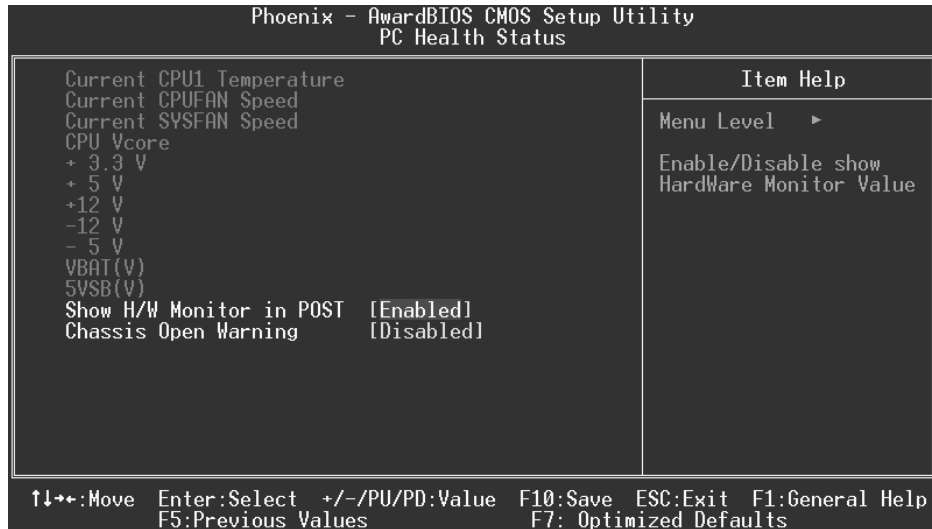 Phoenix - AwardBIOS CMOS Setup Utility
PC Health Status
Current CPU1 Temperature
Current CPUFAN Speed
Current SYSFAN Speed
CPU Vcore
+ 3.3 V
+ 5 V
+12 V
-12 V
- 5 V
VBAT(V)
5VSB(V)
Show H/W Monitor in POST [Enabled]
Chassis Open Warning [Disabled]
Item Help
Menu Level ►
Enable/Disable show
HardWare Monitor Value
↑↓→←:Move Enter:Select +/-/PU/PD:Value F10:Save ESC:Exit F1:General Help
F5:Previous Values F7: Optimized Defaults